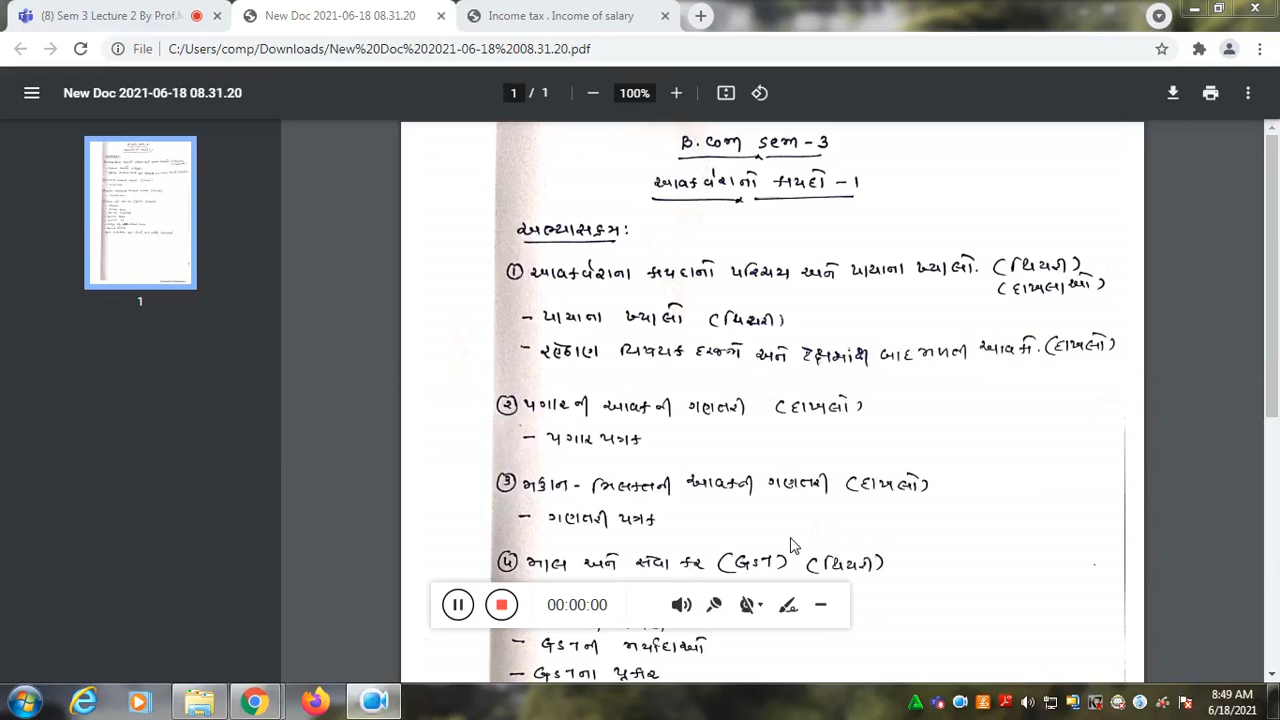 (8) Sem 3 Lecture 2 By Prof.M
New Doc 2021-06-18 08.31.20
Income tax . Income of salary
File C:/Users/comp/Downloads/New%20Doc%202021-06-18%2008.31.20.pdf
New Doc 2021-06-18 08.31.20
1 / 1
100%
B.com sem - 3
આવકવેરાનો કાયદો - ૧
અભ્યાસક્રમ :
① આવકવેરાના કાયદાનો પરિચય અને પાયાના ખ્યાલો. (થિયરી)
(દાખલાઓ)
- પાયાના ખ્યાલો (થિયરી)
- રહેઠાણ વિષયક દરજ્જો અને બાદ મળતી આવકો. (દાખલો)
૨ પગારની આવકની ગણતરી (દાખલો)
- પગાર પત્રક
૩ મકાન - મિલકતની આવકની ગણતરી (દાખલો)
- ગણતરી પત્રક
૪ માલ અને સેવા કર (GST) (થિયરી)
- GSTની મર્યાદાઓ
- GSTના પ્રકાર
1
00:00:00
8:49 AM
6/18/2021